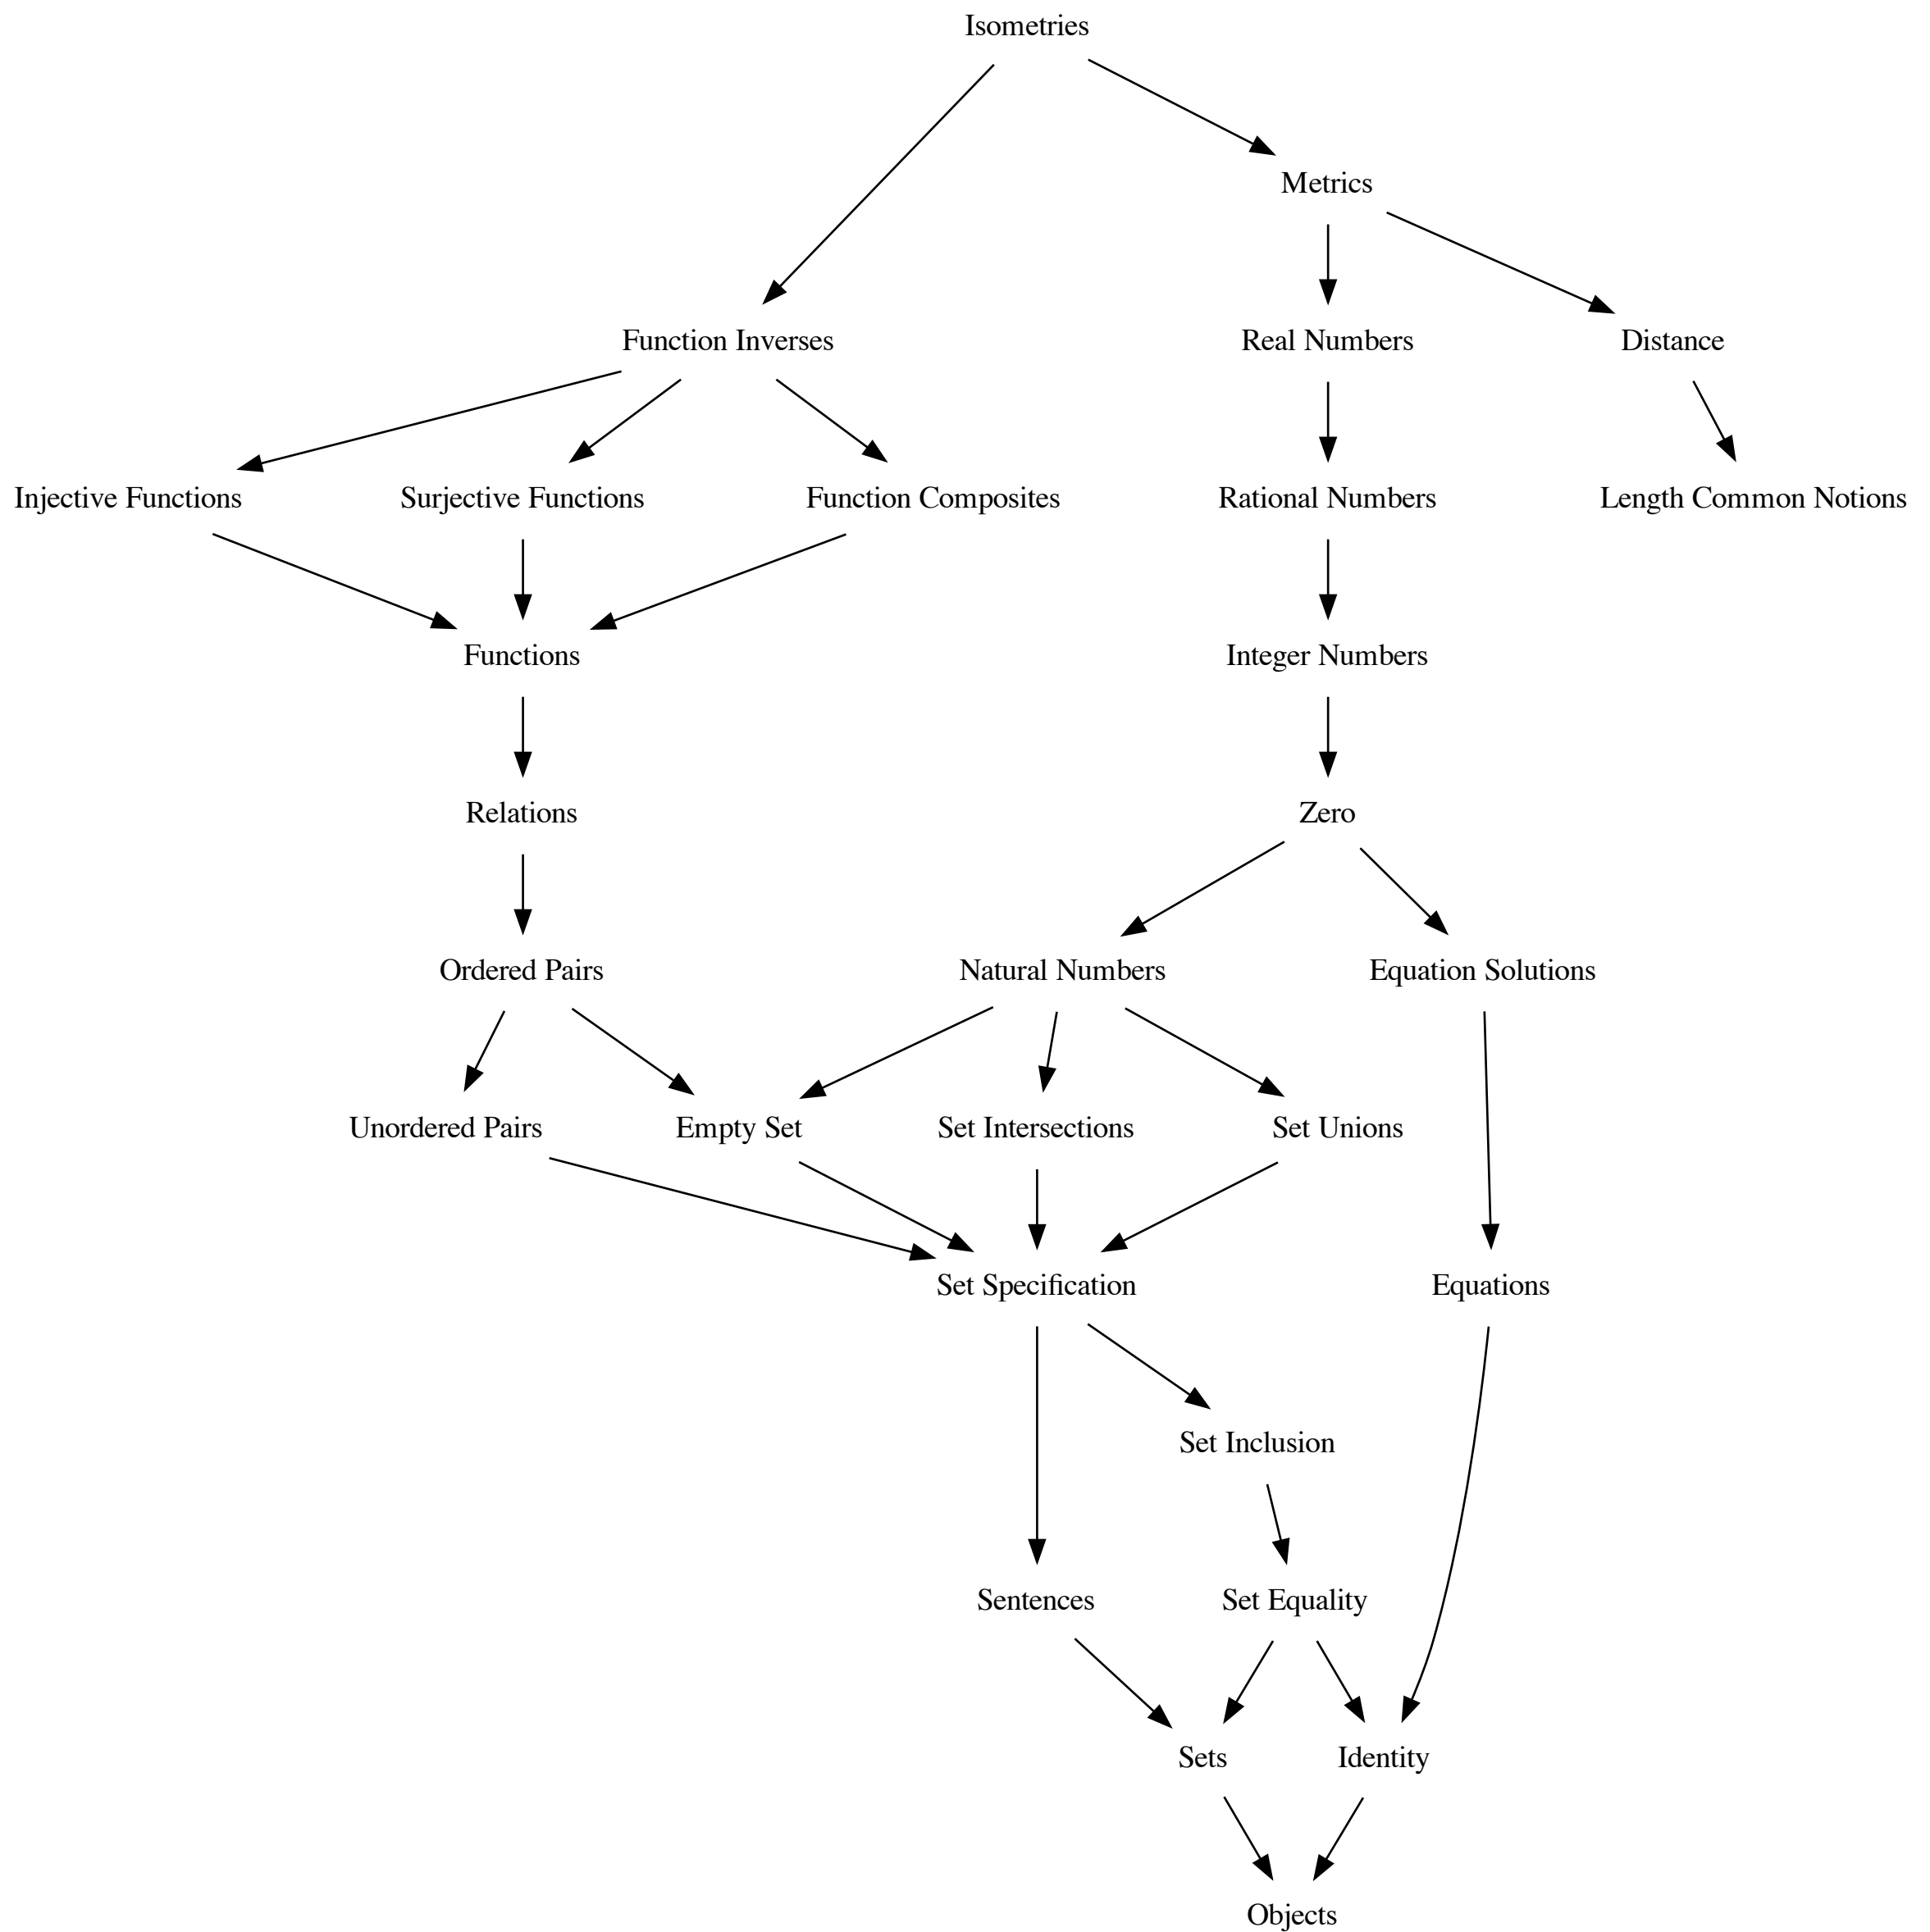 Isometries
Metrics
Function Inverses
Real Numbers
Distance
Injective Functions
Surjective Functions
Function Composites
Rational Numbers
Length Common Notions
Functions
Integer Numbers
Relations
Zero
Ordered Pairs
Natural Numbers
Equation Solutions
Unordered Pairs
Empty Set
Set Intersections
Set Unions
Set Specification
Equations
Set Inclusion
Sentences
Set Equality
Sets
Identity
Objects